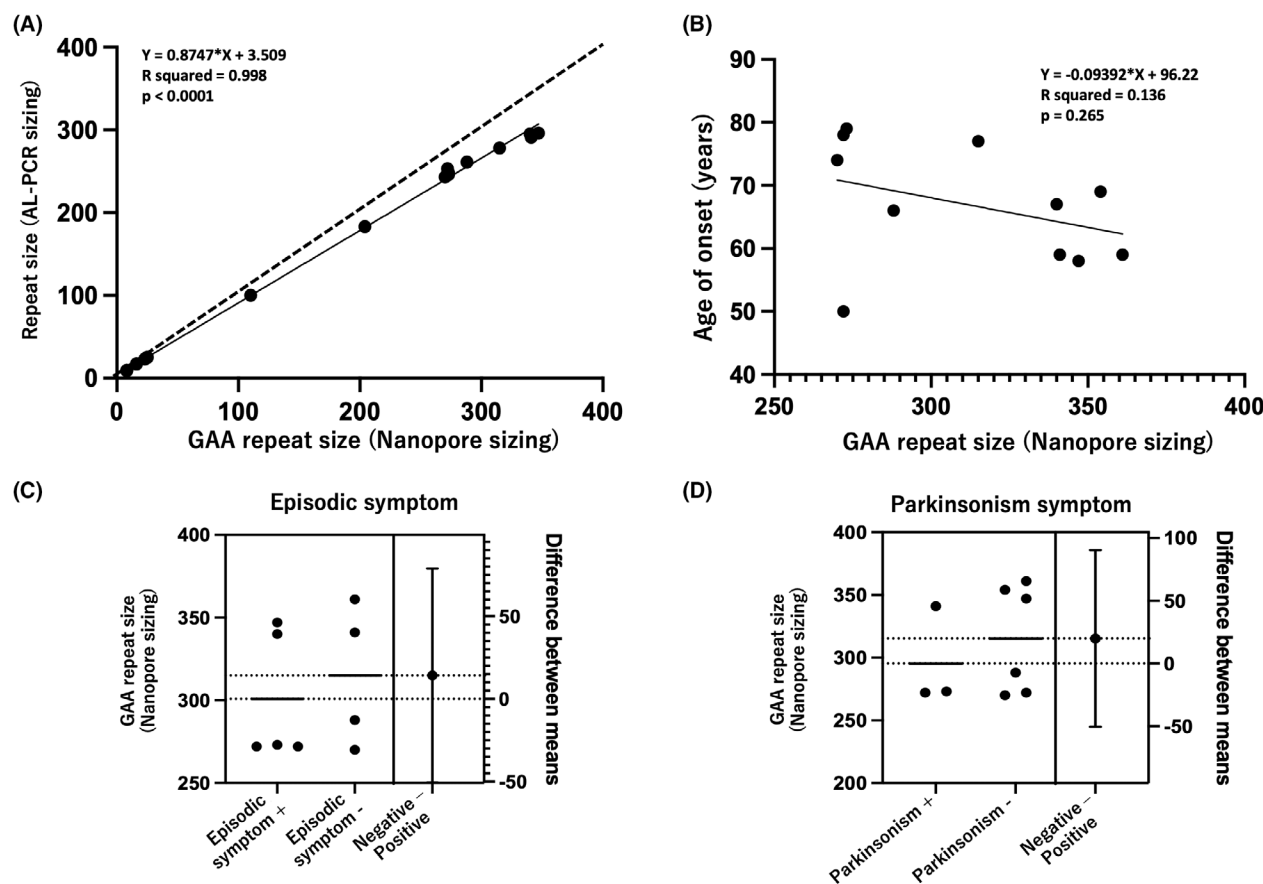 (A)
Y = 0.8747*X + 3.509
R squared = 0.998
p < 0.0001
Repeat size (AL-PCR sizing)
400
300
200
100
0
0 100 200 300 400
GAA repeat size (Nanopore sizing)
(B)
Y = -0.09392*X + 96.22
R squared = 0.136
p = 0.265
Age of onset (years)
90
80
70
60
50
40
250 300 350 400
GAA repeat size (Nanopore sizing)
(C)
Episodic symptom
GAA repeat size
(Nanopore sizing)
400
350
300
250
50
0
-50
Difference between means
Episodic
symptom +
Episodic
symptom -
Negative –
Positive
(D)
Parkinsonism symptom
GAA repeat size
(Nanopore sizing)
400
350
300
250
200
100
50
0
-50
Difference between means
Parkinsonism +
Parkinsonism -
Negative –
Positive